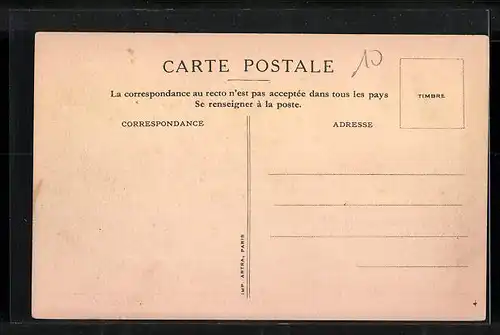 CARTE POSTALE
10
La correspondance au recto n'est pas acceptée dans tous les pays
Se renseigner à la poste.
TIMBRE
CORRESPONDANCE
ADRESSE
IMP. ARTRA, PARIS